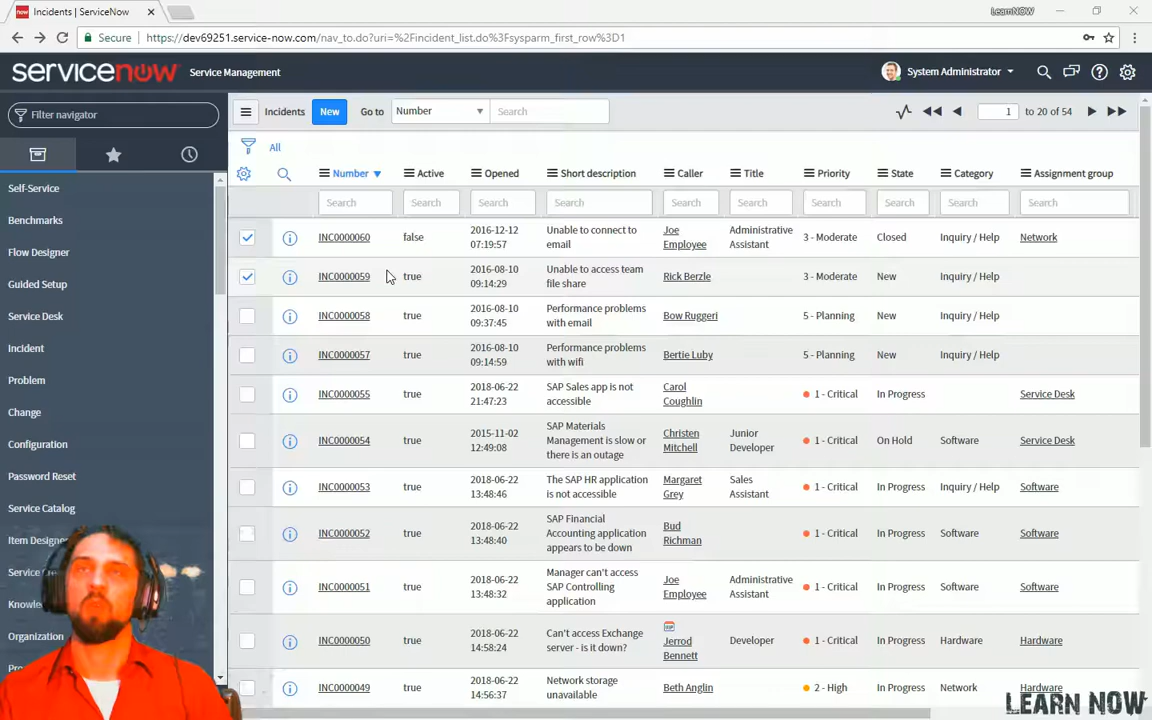 now Incidents | ServiceNow
LearnNOW
Secure https://dev69251.service-now.com/nav_to.do?uri=%2Fincident_list.do%3Fsysparm_first_row%3D1
servicenow Service Management
System Administrator
Filter navigator
Incidents New Go to Number Search 1 to 20 of 54
All
Number Active Opened Short description Caller Title Priority State Category Assignment group
Search Search Search Search Search Search Search Search Search Search
Self-Service
Benchmarks
Flow Designer
Guided Setup
Service Desk
Incident
Problem
Change
Configuration
Password Reset
Service Catalog
Item Designer
Service
Organization
INC0000060 false 2016-12-12 07:19:57 Unable to connect to email Joe Employee Administrative Assistant 3 - Moderate Closed Inquiry / Help Network
INC0000059 true 2016-08-10 09:14:29 Unable to access team file share Rick Berzle 3 - Moderate New Inquiry / Help
INC0000058 true 2016-08-10 09:37:45 Performance problems with email Bow Ruggeri 5 - Planning New Inquiry / Help
INC0000057 true 2016-08-10 09:14:59 Performance problems with wifi Bertie Luby 5 - Planning New Inquiry / Help
INC0000055 true 2018-06-22 21:47:23 SAP Sales app is not accessible Carol Coughlin 1 - Critical In Progress Service Desk
INC0000054 true 2015-11-02 12:49:08 SAP Materials Management is slow or there is an outage Christen Mitchell Junior Developer 1 - Critical On Hold Software Service Desk
INC0000053 true 2018-06-22 13:48:46 The SAP HR application is not accessible Margaret Grey Sales Assistant 1 - Critical In Progress Inquiry / Help Software
INC0000052 true 2018-06-22 13:48:40 SAP Financial Accounting application appears to be down Bud Richman 1 - Critical In Progress Software Software
INC0000051 true 2018-06-22 13:48:32 Manager can't access SAP Controlling application Joe Employee Administrative Assistant 1 - Critical In Progress Software Software
INC0000050 true 2018-06-22 14:58:24 Can't access Exchange server - is it down? VIP Jerrod Bennett Developer 1 - Critical In Progress Hardware Hardware
INC0000049 true 2018-06-22 14:56:37 Network storage unavailable Beth Anglin 2 - High In Progress Network Hardware
LEARN NOW